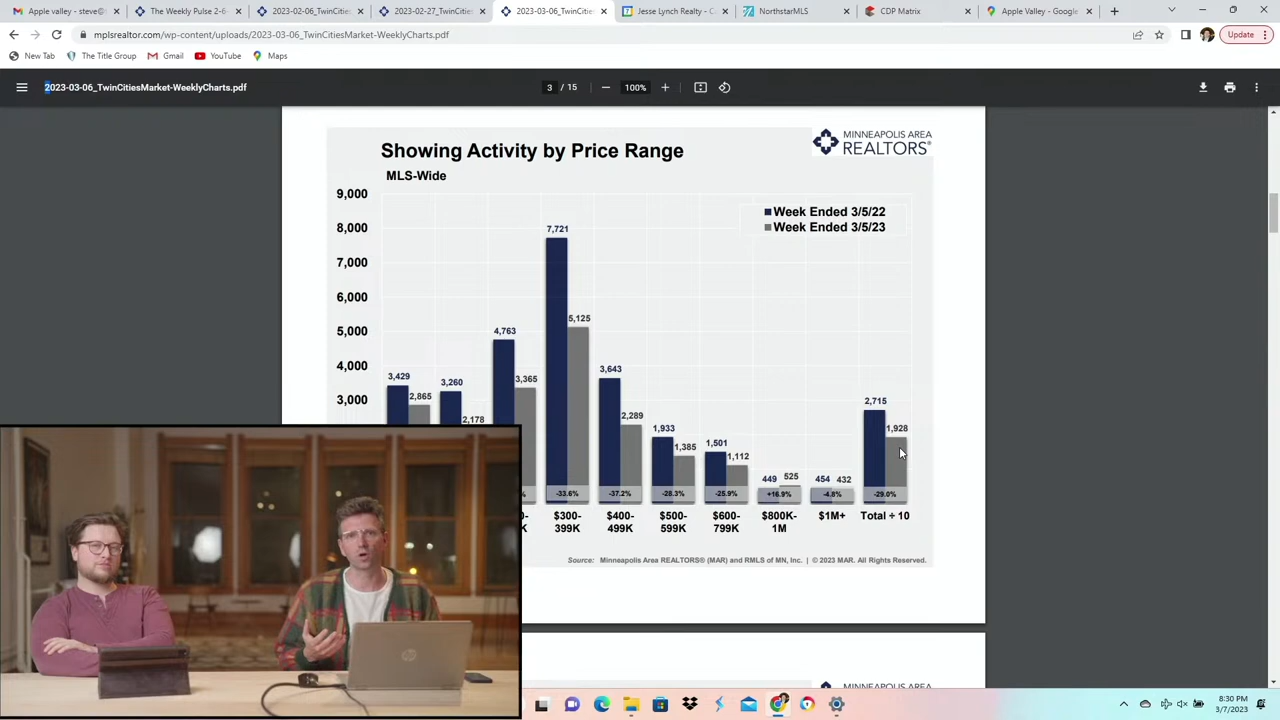 Apple valley - steve@
The Weekly Pulse 2-6
2023-02-06_TwinCities
2023-02-27_TwinCities
2023-03-06_TwinCities
Jesse Lynch Realty - C
NorthstarMLS
CDP Matrix
Apple Valley - Google
mplsrealtor.com/wp-content/uploads/2023-03-06_TwinCitiesMarket-WeeklyCharts.pdf
Update
New Tab
The Title Group
Gmail
YouTube
Maps
2023-03-06_TwinCitiesMarket-WeeklyCharts.pdf
3 / 15
100%
Showing Activity by Price Range
MINNEAPOLIS AREA
REALTORS®
MLS-Wide
Week Ended 3/5/22
Week Ended 3/5/23
9,000
8,000
7,000
6,000
5,000
4,000
3,000
3,429
2,865
3,260
2,178
4,763
3,365
7,721
5,125
3,643
2,289
1,933
1,385
1,501
1,112
449
525
454
432
2,715
1,928
%
-33.6%
-37.2%
-28.3%
-25.9%
+16.9%
-4.8%
-29.0%
0-
K
$300-
399K
$400-
499K
$500-
599K
$600-
799K
$800K-
1M
$1M+
Total ÷ 10
Source: Minneapolis Area REALTORS® (MAR) and RMLS of MN, Inc. | © 2023 MAR. All Rights Reserved.
MINNEAPOLIS AREA
hp
8:30 PM
3/7/2023